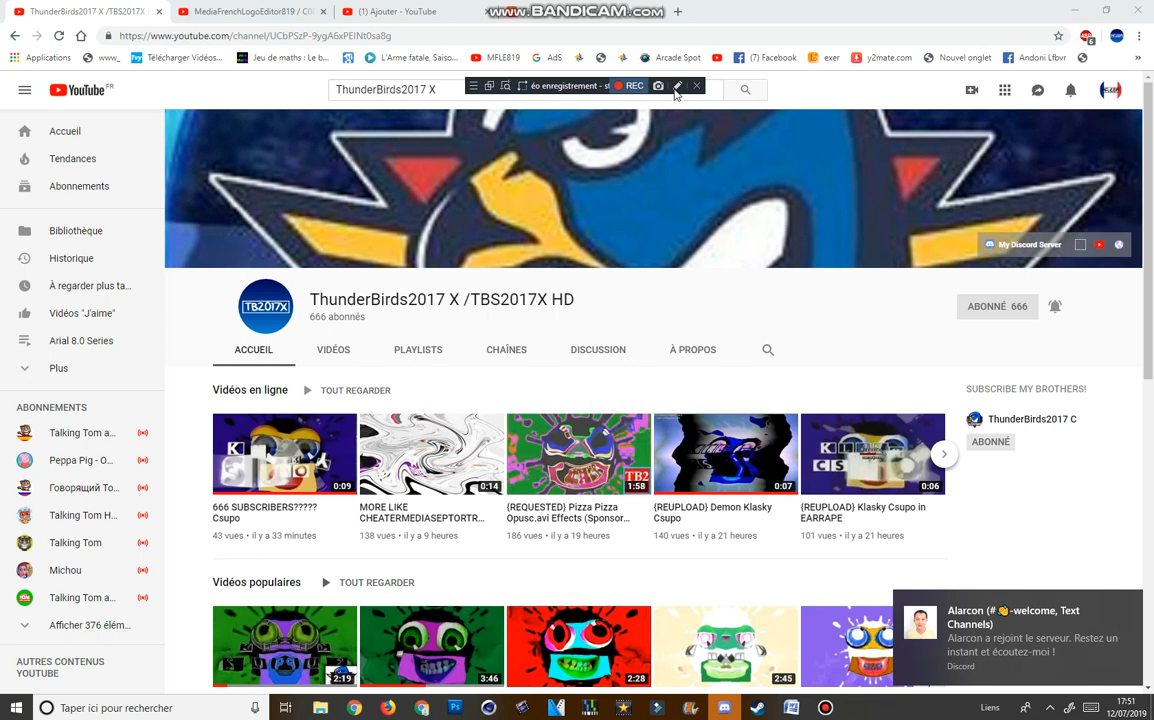 ThunderBirds2017 X /TBS2017X H
MediaFrenchLogoEditor819 / CB
(1) Ajouter - YouTube
www.BANDICAM.com
https://www.youtube.com/channel/UCbPSzP-9ygA6xPEINt0sa8g
6
Applications
www_
Télécharger Vidéos...
Jeu de maths : Le b...
L'Arme fatale, Saiso...
MFLE819
AdS
Arcade Spot
(7) Facebook
exer
y2mate.com
Nouvel onglet
Andoni Lfbvr
YouTube FR
ThunderBirds2017 X
éo enregistrement - st
REC
Accueil
Tendances
Abonnements
Bibliothèque
Historique
À regarder plus ta...
Vidéos "J'aime"
Arial 8.0 Series
Plus
ABONNEMENTS
Talking Tom a...
Peppa Pig - O...
Говорящий То...
Talking Tom H...
Talking Tom
Michou
Talking Tom a...
Afficher 376 élém...
AUTRES CONTENUS
YOUTUBE
My Discord Server
TB2017X
ThunderBirds2017 X /TBS2017X HD
666 abonnés
ABONNÉ 666
ACCUEIL
VIDÉOS
PLAYLISTS
CHAÎNES
DISCUSSION
À PROPOS
Vidéos en ligne
TOUT REGARDER
SUBSCRIBE MY BROTHERS!
ThunderBirds2017 C
ABONNÉ
0:09
0:14
TB2
1:58
0:07
0:06
666 SUBSCRIBERS?????
Csupo
43 vues • il y a 33 minutes
MORE LIKE
CHEATERMEDIASEPTORTR...
138 vues • il y a 9 heures
{REQUESTED} Pizza Pizza
Opusc.avi Effects (Sponsor...
186 vues • il y a 19 heures
{REUPLOAD} Demon Klasky
Csupo
140 vues • il y a 21 heures
{REUPLOAD} Klasky Csupo in
EARRAPE
101 vues • il y a 21 heures
Vidéos populaires
TOUT REGARDER
2:19
3:46
2:28
2:45
Alarcon (#👋-welcome, Text
Channels)
Alarcon a rejoint le serveur. Restez un
instant et écoutez-moi !
Discord
Taper ici pour rechercher
Liens
17:51
12/07/2019